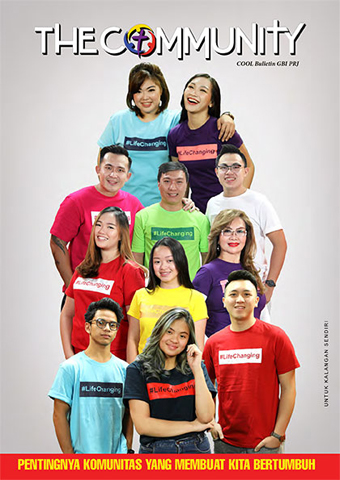 THE COMMUNITY
COOL Bulletin GBI PRJ
#LifeChanging
#LifeChanging
#LifeChanging
#LifeChanging
#LifeChanging
#LifeChanging
#LifeChanging
#LifeChanging
#LifeChanging
UNTUK KALANGAN SENDIRI
PENTINGNYA KOMUNITAS YANG MEMBUAT KITA BERTUMBUH